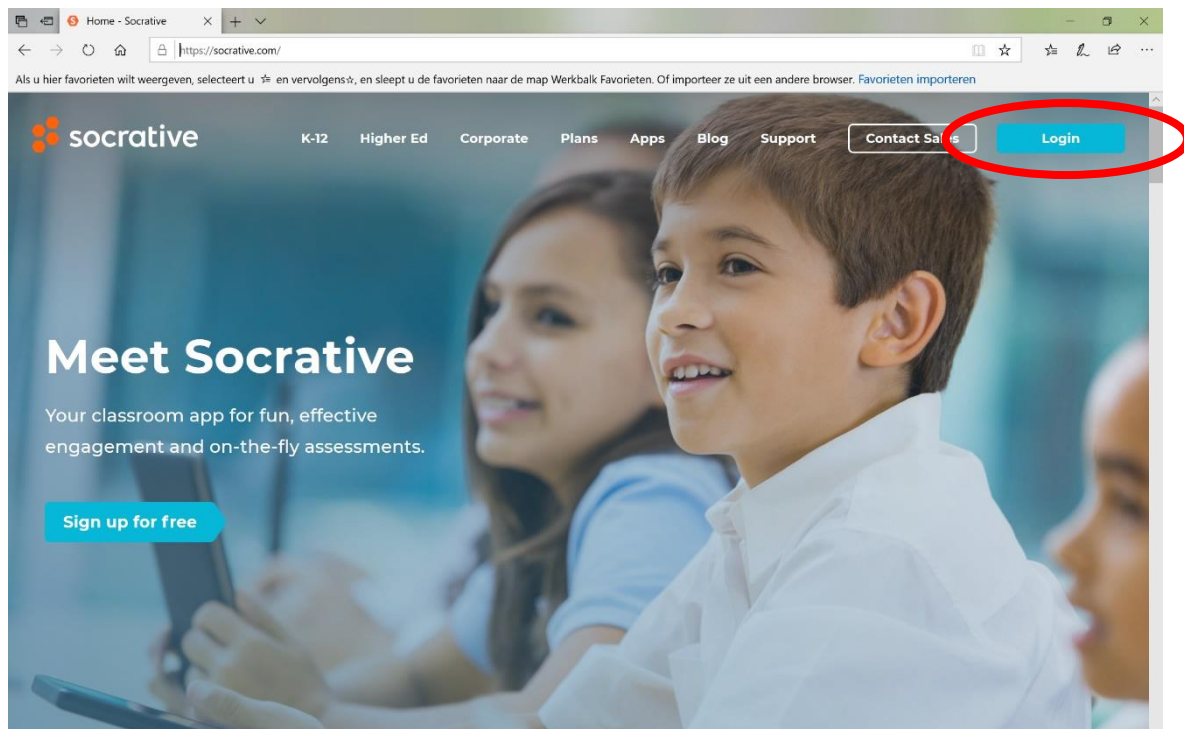 Home - Socrative
https://socrative.com/
Als u hier favorieten wilt weergeven, selecteert u en vervolgens, en sleept u de favorieten naar de map Werkbalk Favorieten. Of importeer ze uit een andere browser. Favorieten importeren
socrative K-12 Higher Ed Corporate Plans Apps Blog Support Contact Sales Login
Meet Socrative
Your classroom app for fun, effective
engagement and on-the-fly assessments.
Sign up for free